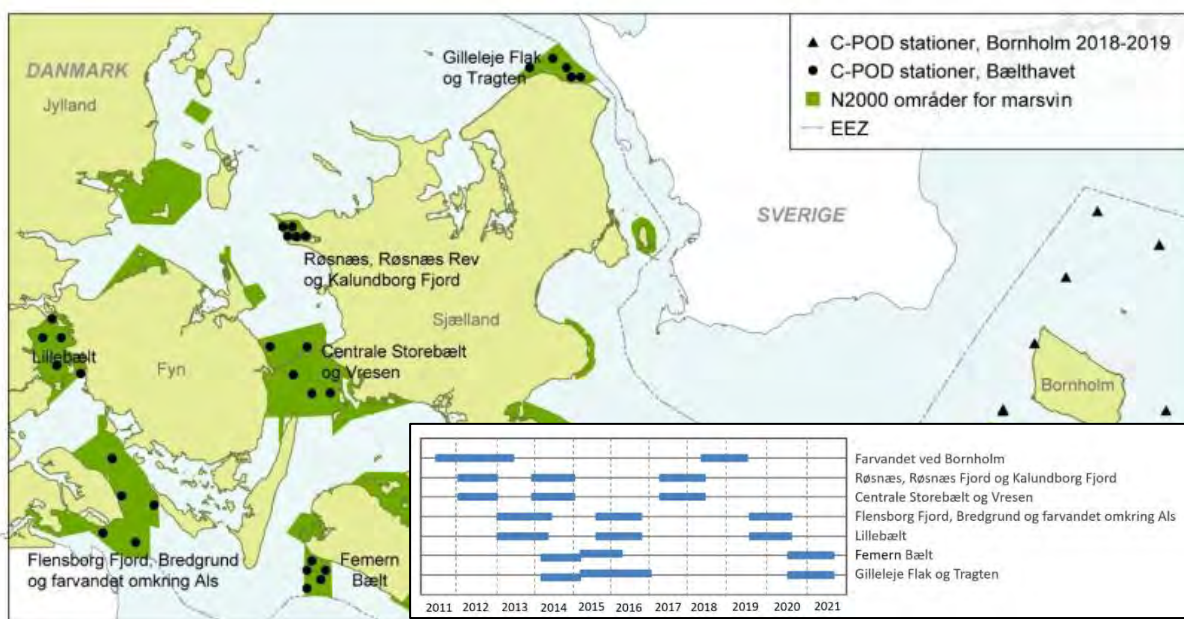 DANMARK
Jylland
Gilleleje Flak
og Tragten
C-POD stationer, Bornholm 2018-2019
C-POD stationer, Bælthavet
N2000 områder for marsvin
EEZ
SVERIGE
Røsnæs, Røsnæs Rev
og Kalundborg Fjord
Sjælland
Lillebælt
Fyn
Centrale Storebælt
og Vresen
Bornholm
Flensborg Fjord, Bredgrund
og farvandet omkring Als
Femern
Bælt
Farvandet ved Bornholm
Røsnæs, Røsnæs Fjord og Kalundborg Fjord
Centrale Storebælt og Vresen
Flensborg Fjord, Bredgrund og farvandet omkring Als
Lillebælt
Femern Bælt
Gilleleje Flak og Tragten
2011 2012 2013 2014 2015 2016 2017 2018 2019 2020 2021